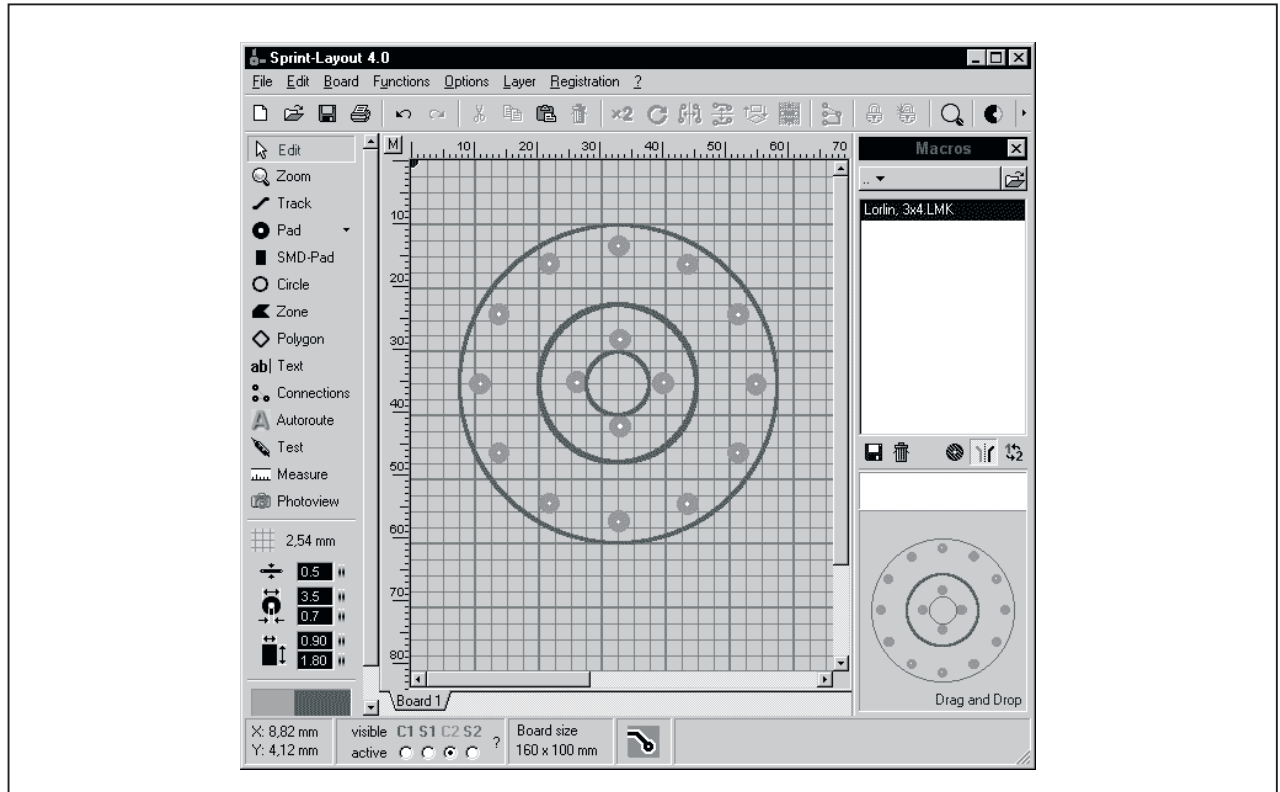 Sprint-Layout 4.0
File Edit Board Functions Options Layer Registration ?
×2
Edit
Zoom
Track
Pad
SMD-Pad
Circle
Zone
Polygon
ab| Text
Connections
Autoroute
Test
Measure
Photoview
2,54 mm
0.5
3.5
0.7
0.90
1.80
M
10 20 30 40 50 60 70
10
20
30
40
50
60
70
80
Board 1
Macros
..
Lorlin, 3x4.LMK
Drag and Drop
X: 8,82 mm
Y: 4,12 mm
visible C1 S1 C2 S2
active
?
Board size
160 x 100 mm